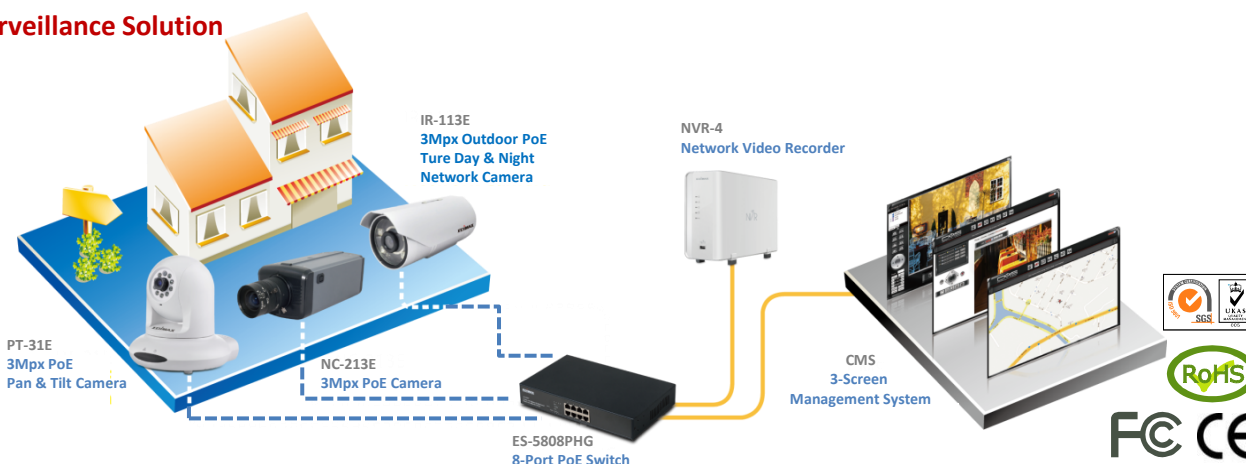 rveillance Solution
IR-113E
3Mpx Outdoor PoE
Ture Day & Night
Network Camera
NVR-4
Network Video Recorder
PT-31E
3Mpx PoE
Pan & Tilt Camera
NC-213E
3Mpx PoE Camera
CMS
3-Screen
Management System
ES-5808PHG
8-Port PoE Switch
SGS
UKAS
RoHS
FC CE